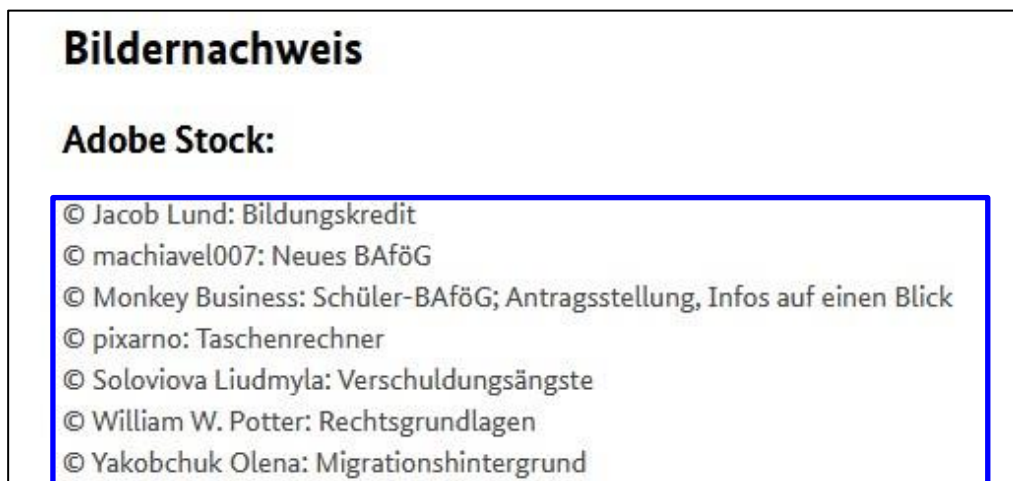 Bildernachweis
Adobe Stock:
© Jacob Lund: Bildungskredit
© machiavel007: Neues BAföG
© Monkey Business: Schüler-BAföG; Antragsstellung, Infos auf einen Blick
© pixarno: Taschenrechner
© Soloviova Liudmyla: Verschuldungsängste
© William W. Potter: Rechtsgrundlagen
© Yakobchuk Olena: Migrationshintergrund